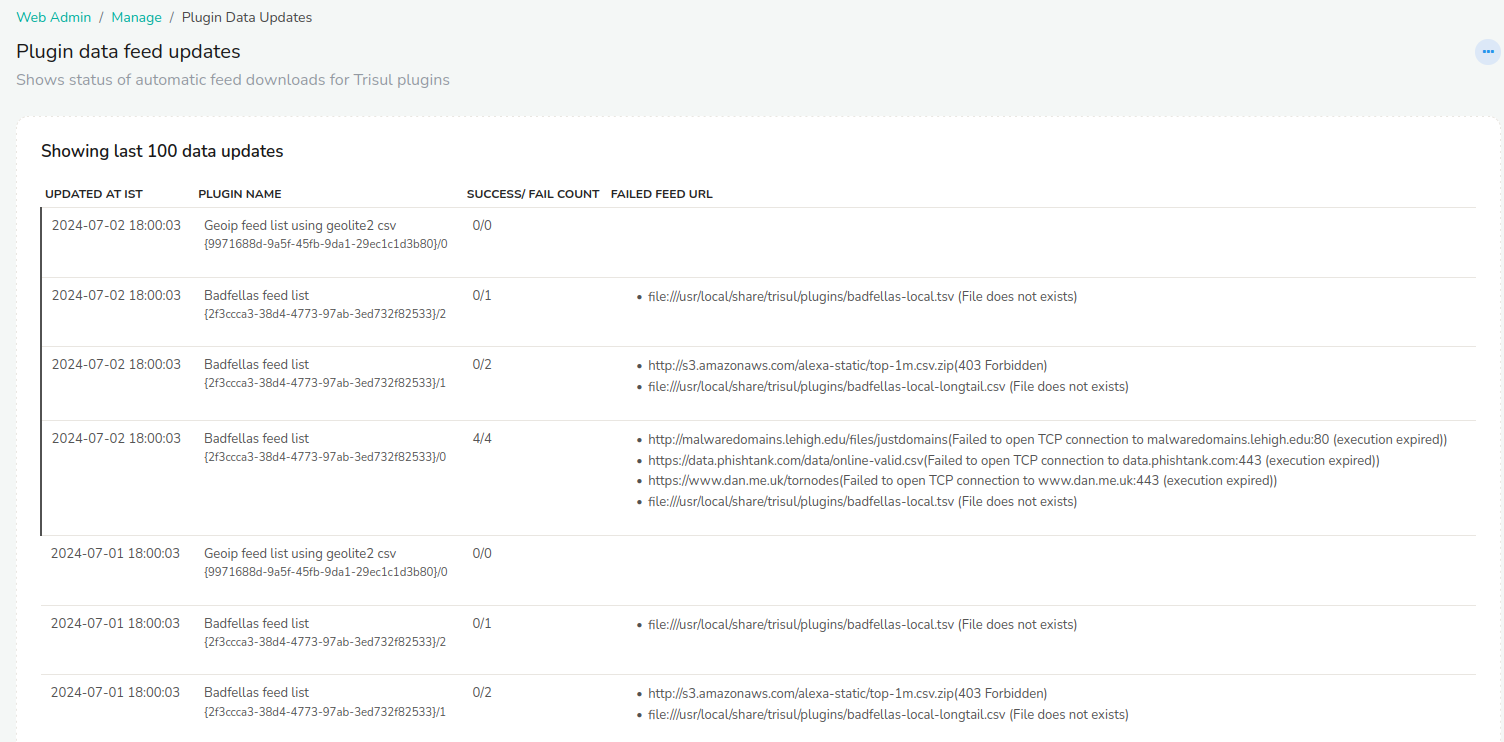 Web Admin / Manage / Plugin Data Updates
Plugin data feed updates
Shows status of automatic feed downloads for Trisul plugins
Showing last 100 data updates
UPDATED AT IST PLUGIN NAME SUCCESS/ FAIL COUNT FAILED FEED URL
2024-07-02 18:00:03 Geoip feed list using geolite2 csv 0/0
{9971688d-9a5f-45fb-9da1-29ec1c1d3b80}/0
2024-07-02 18:00:03 Badfellas feed list 0/1 • file:///usr/local/share/trisul/plugins/badfellas-local.tsv (File does not exists)
{2f3ccca3-38d4-4773-97ab-3ed732f82533}/2
2024-07-02 18:00:03 Badfellas feed list 0/2 • http://s3.amazonaws.com/alexa-static/top-1m.csv.zip(403 Forbidden)
{2f3ccca3-38d4-4773-97ab-3ed732f82533}/1 • file:///usr/local/share/trisul/plugins/badfellas-local-longtail.csv (File does not exists)
2024-07-02 18:00:03 Badfellas feed list 4/4 • http://malwaredomains.lehigh.edu/files/justdomains(Failed to open TCP connection to malwaredomains.lehigh.edu:80 (execution expired))
{2f3ccca3-38d4-4773-97ab-3ed732f82533}/0 • https://data.phishtank.com/data/online-valid.csv(Failed to open TCP connection to data.phishtank.com:443 (execution expired))
• https://www.dan.me.uk/tornodes(Failed to open TCP connection to www.dan.me.uk:443 (execution expired))
• file:///usr/local/share/trisul/plugins/badfellas-local.tsv (File does not exists)
2024-07-01 18:00:03 Geoip feed list using geolite2 csv 0/0
{9971688d-9a5f-45fb-9da1-29ec1c1d3b80}/0
2024-07-01 18:00:03 Badfellas feed list 0/1 • file:///usr/local/share/trisul/plugins/badfellas-local.tsv (File does not exists)
{2f3ccca3-38d4-4773-97ab-3ed732f82533}/2
2024-07-01 18:00:03 Badfellas feed list 0/2 • http://s3.amazonaws.com/alexa-static/top-1m.csv.zip(403 Forbidden)
{2f3ccca3-38d4-4773-97ab-3ed732f82533}/1 • file:///usr/local/share/trisul/plugins/badfellas-local-longtail.csv (File does not exists)